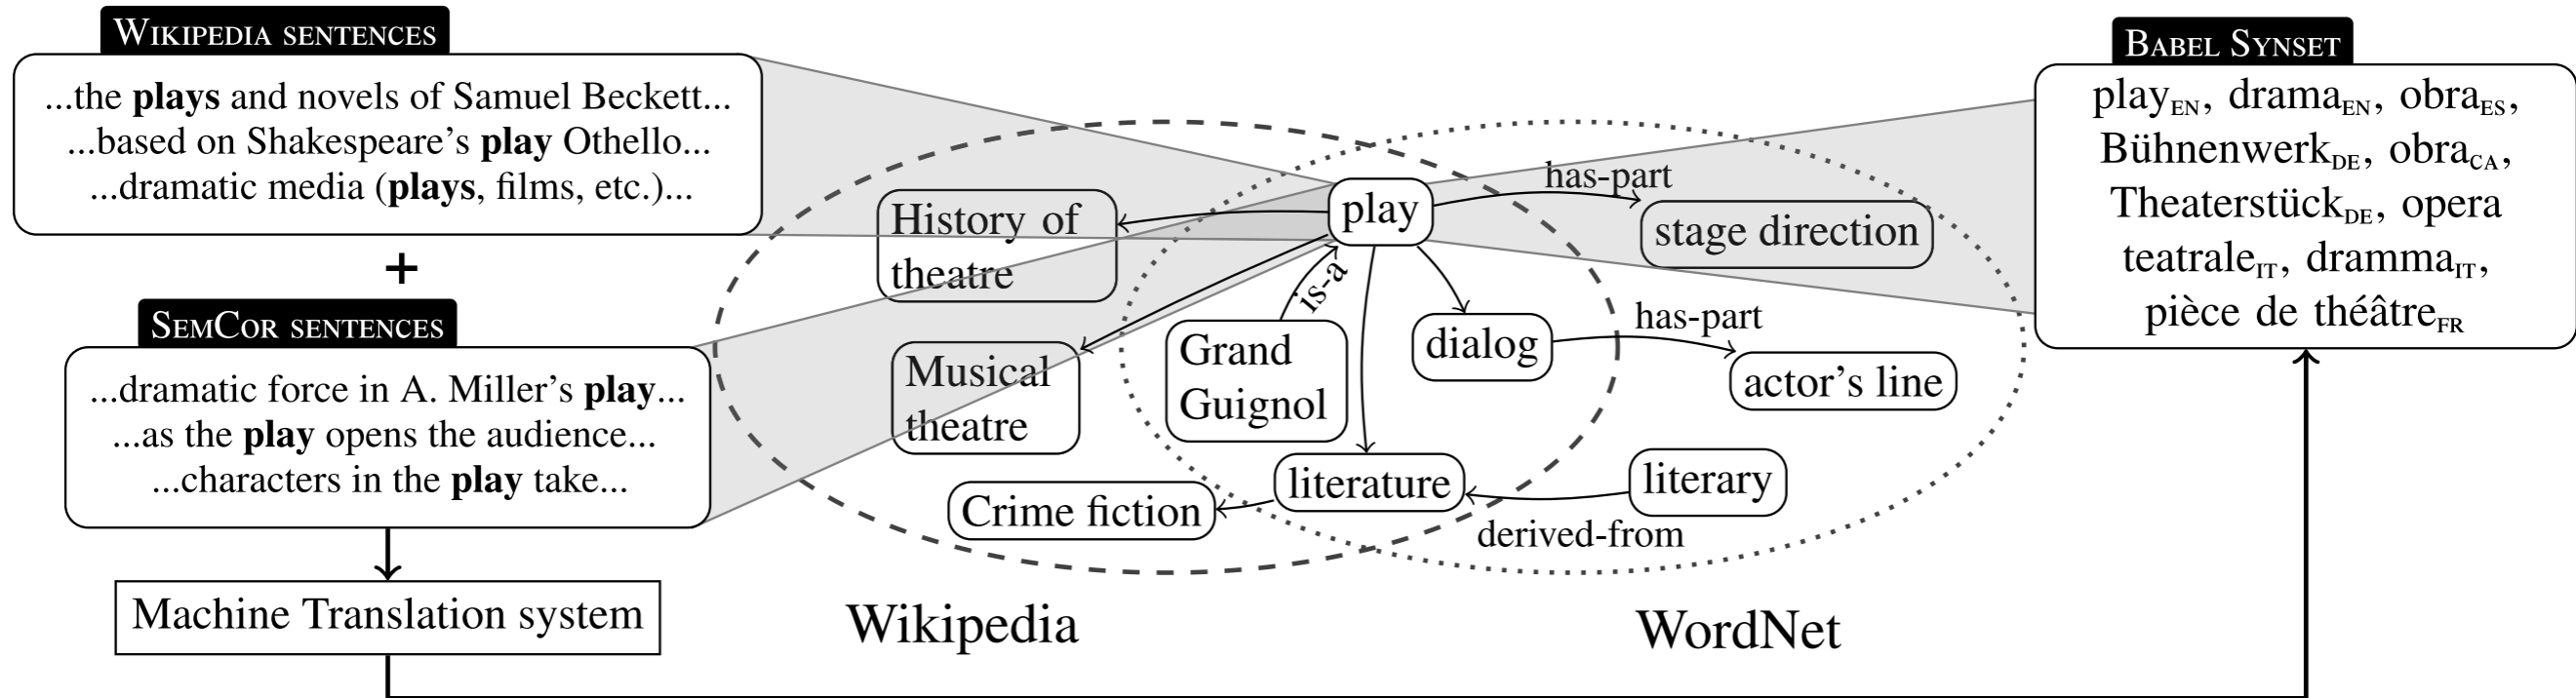 WIKIPEDIA SENTENCES
...the plays and novels of Samuel Beckett...
...based on Shakespeare's play Othello...
...dramatic media (plays, films, etc.)...
+
SEMCOR SENTENCES
...dramatic force in A. Miller's play...
...as the play opens the audience...
...characters in the play take...
Machine Translation system
play
has-part
stage direction
History of
theatre
is-a
Grand
Guignol
dialog
has-part
actor's line
Musical
theatre
literature
literary
derived-from
Crime fiction
Wikipedia
WordNet
BABEL SYNSET
playEN, dramaEN, obraES,
BühnenwerkDE, obraCA,
TheaterstückDE, opera
teatraleIT, drammaIT,
pièce de théâtreFR